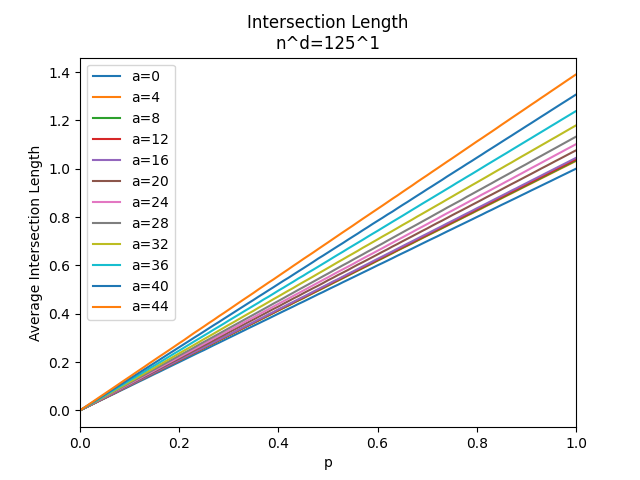 Intersection Length
n^d=125^1
Average Intersection Length
1.4
1.2
1.0
0.8
0.6
0.4
0.2
0.0
a=0
a=4
a=8
a=12
a=16
a=20
a=24
a=28
a=32
a=36
a=40
a=44
0.0 0.2 0.4 0.6 0.8 1.0
p